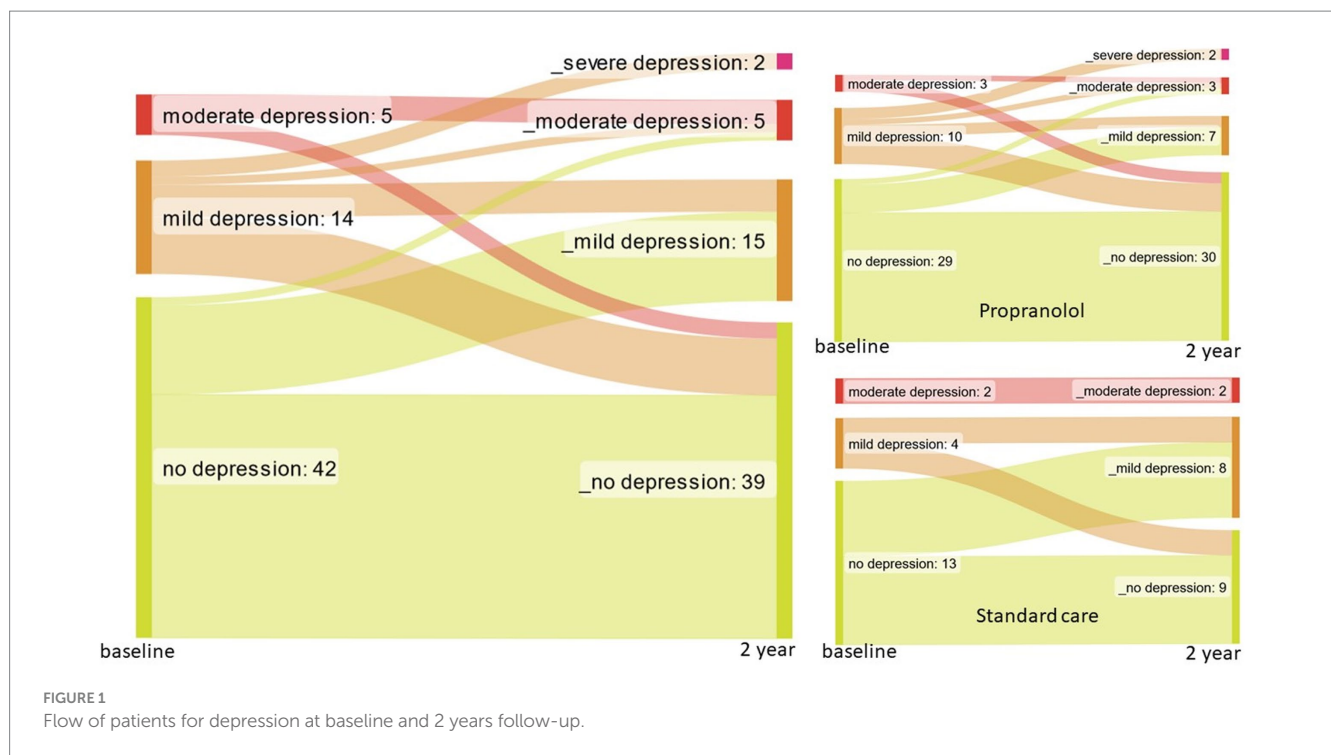 _severe depression: 2
moderate depression: 5
_moderate depression: 5
mild depression: 14
_mild depression: 15
no depression: 42
_no depression: 39
baseline
2 year
_severe depression: 2
moderate depression: 3
_moderate depression: 3
mild depression: 10
_mild depression: 7
no depression: 29
_no depression: 30
Propranolol
baseline
2 year
moderate depression: 2
_moderate depression: 2
mild depression: 4
_mild depression: 8
no depression: 13
_no depression: 9
Standard care
baseline
2 year
FIGURE 1
Flow of patients for depression at baseline and 2 years follow-up.